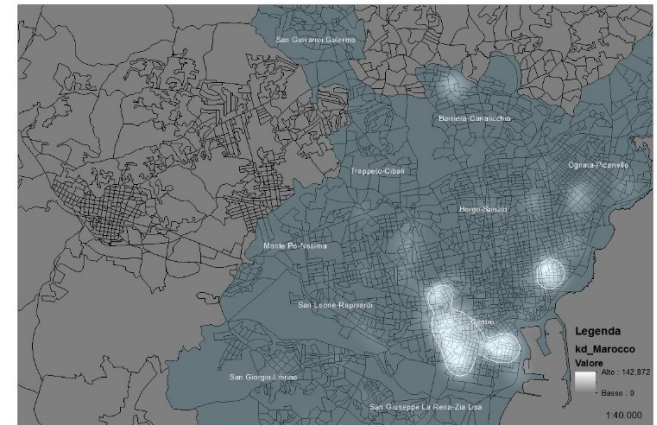 San Giovanni Galermo
Barriera-Canalicchio
Ognina-Picanello
Trappeto-Cibali
Borgo-Sanzio
Monte Po-Nesima
San Leone-Rapisardi
Centro
San Giorgio-Librino
San Giuseppe La Rena-Zia Lisa
Legenda
kd_Marocco
Valore
Alto : 142,872
Basso : 0
1:40.000